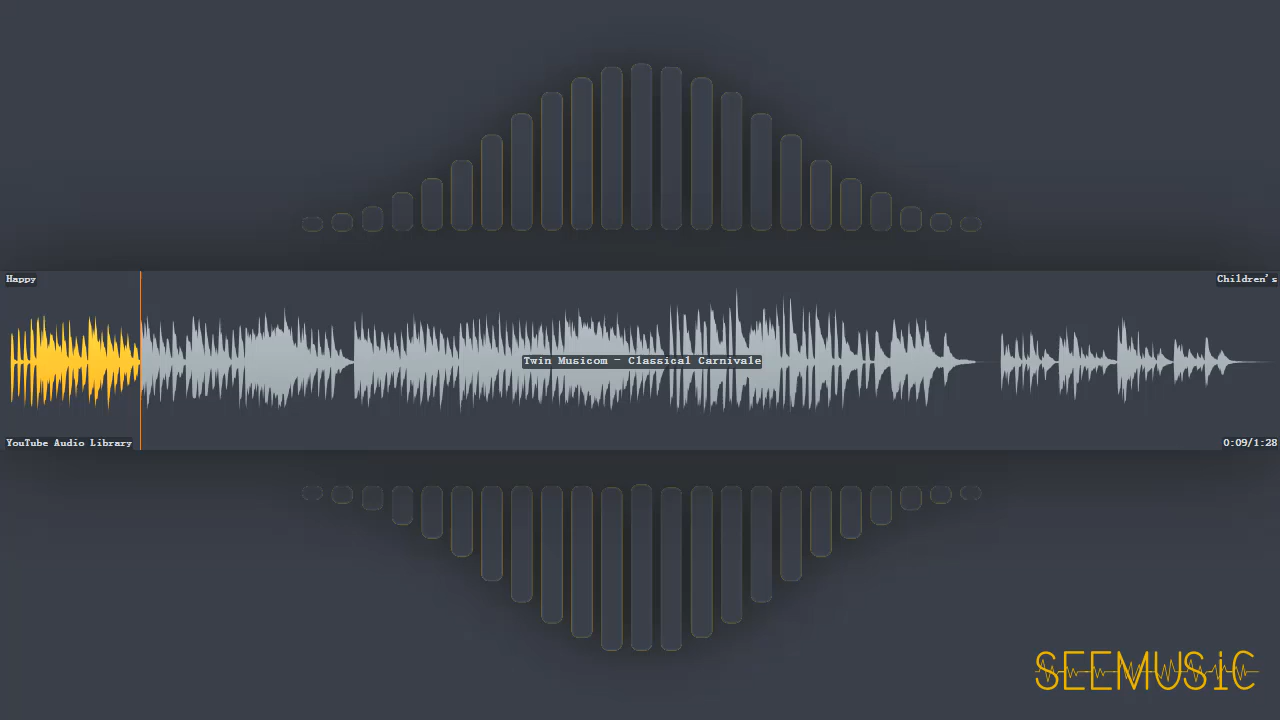 Happy
Children's
Twin Musicom - Classical Carnivale
YouTube Audio Library
0:09/1:28
SEEMUSiC